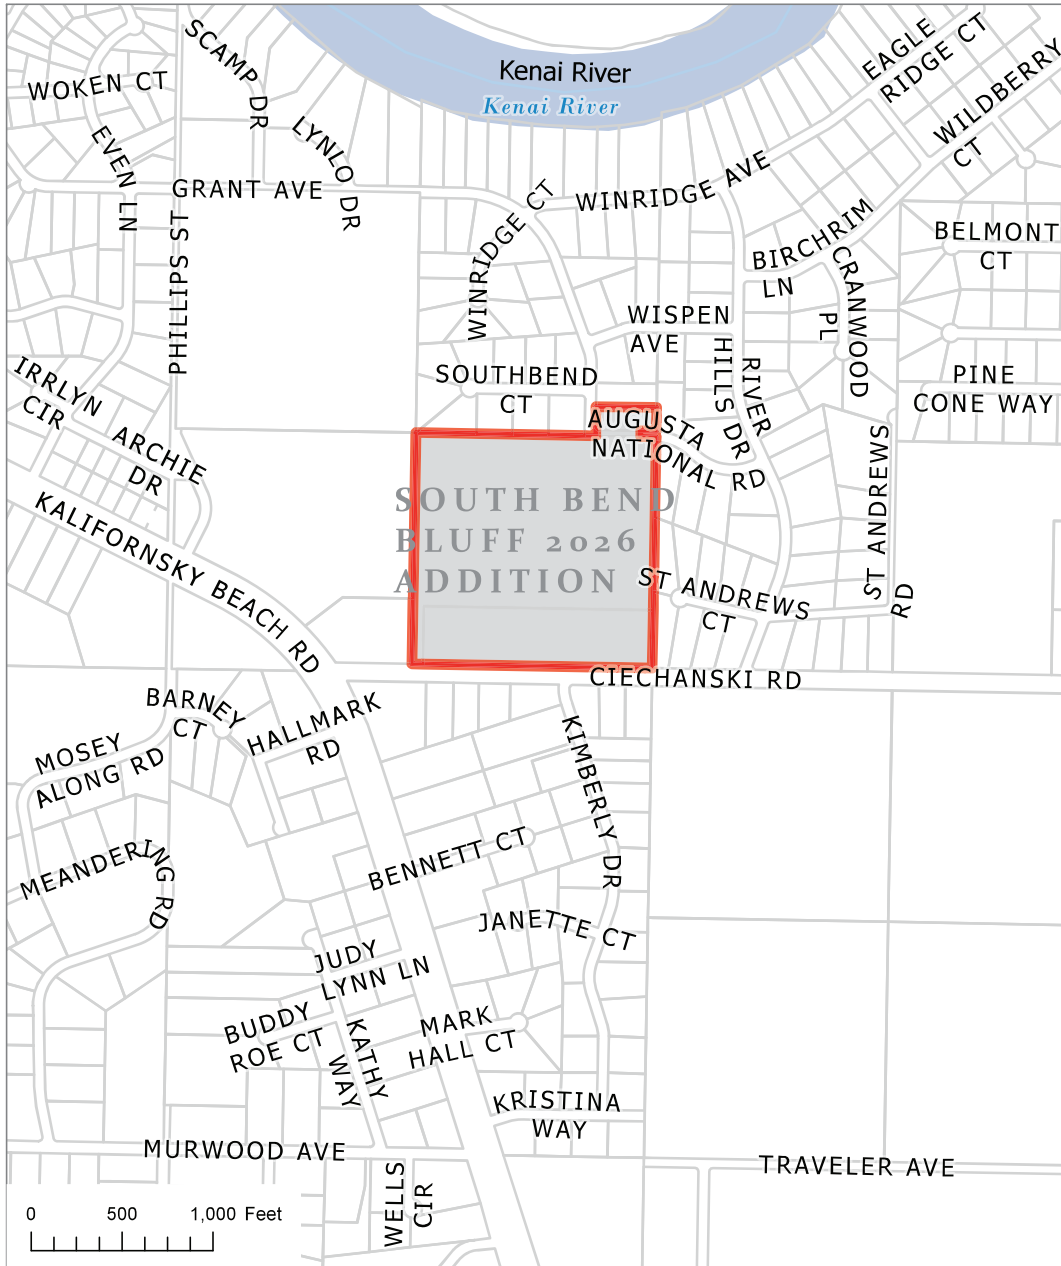 Kenai River
Kenai River
SCAMP DR
EAGLE
RIDGE CT
WOKEN CT
WILDBERRY
CT
LYNLO DR
EVEN LN
GRANT AVE
WINRIDGE AVE
WINRIDGE CT
PHILLIPS ST
BIRCHRIM
LN
BELMONT
CT
CRANWOOD
PL
WISPEN
AVE
RIVER
HILLS DR
IRRLYN
CIR
SOUTHBEND
CT
PINE
CONE WAY
AUGUSTA
NATIONAL RD
ARCHIE
DR
ST ANDREWS
RD
KALIFORNSKY BEACH RD
SOUTH BEND
BLUFF 2026
ADDITION
ST ANDREWS
CT
CIECHANSKI RD
BARNEY
CT
HALLMARK
RD
MOSEY
ALONG RD
KIMBERLY DR
BENNETT CT
MEANDERING RD
JANETTE CT
JUDY
LYNN LN
BUDDY
ROE CT
MARK
HALL CT
KATHY
WAY
KRISTINA
WAY
MURWOOD AVE
TRAVELER AVE
WELLS
CIR
0 500 1,000 Feet